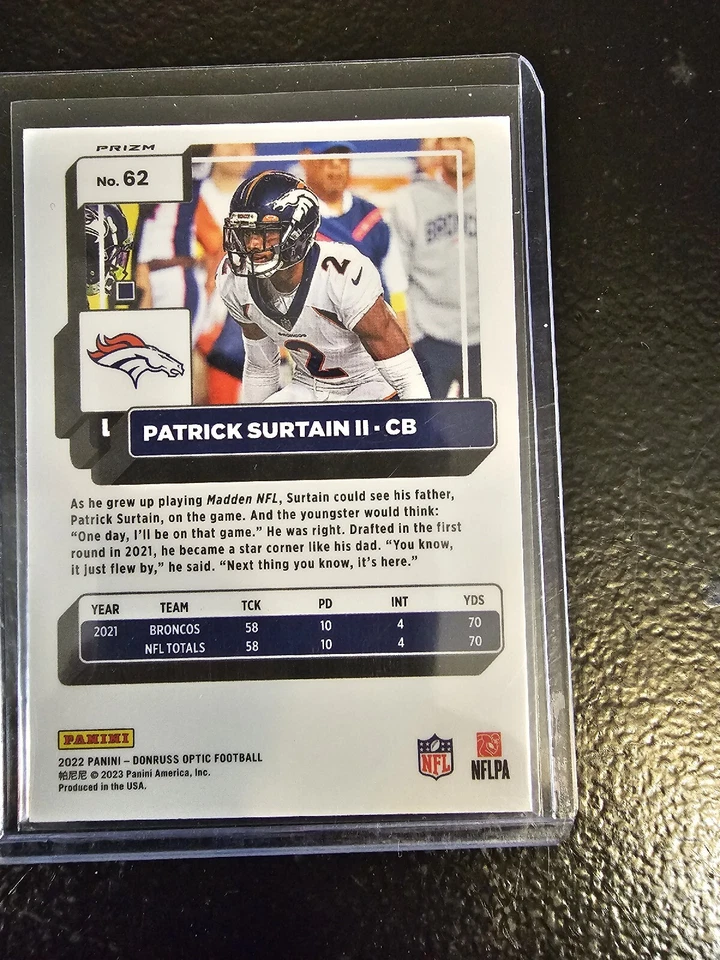 PRIZM
No. 62
BRONC
2
2
BRONCOS
PATRICK SURTAIN II · CB
As he grew up playing Madden NFL, Surtain could see his father,
Patrick Surtain, on the game. And the youngster would think:
“One day, I’ll be on that game.” He was right. Drafted in the first
round in 2021, he became a star corner like his dad. “You know,
it just flew by,” he said. “Next thing you know, it’s here.”
YEAR TEAM TCK PD INT YDS
2021 BRONCOS 58 10 4 70
NFL TOTALS 58 10 4 70
PANINI
2022 PANINI – DONRUSS OPTIC FOOTBALL
帕尼尼 © 2023 Panini America, Inc.
Produced in the USA.
NFL
NFLPA